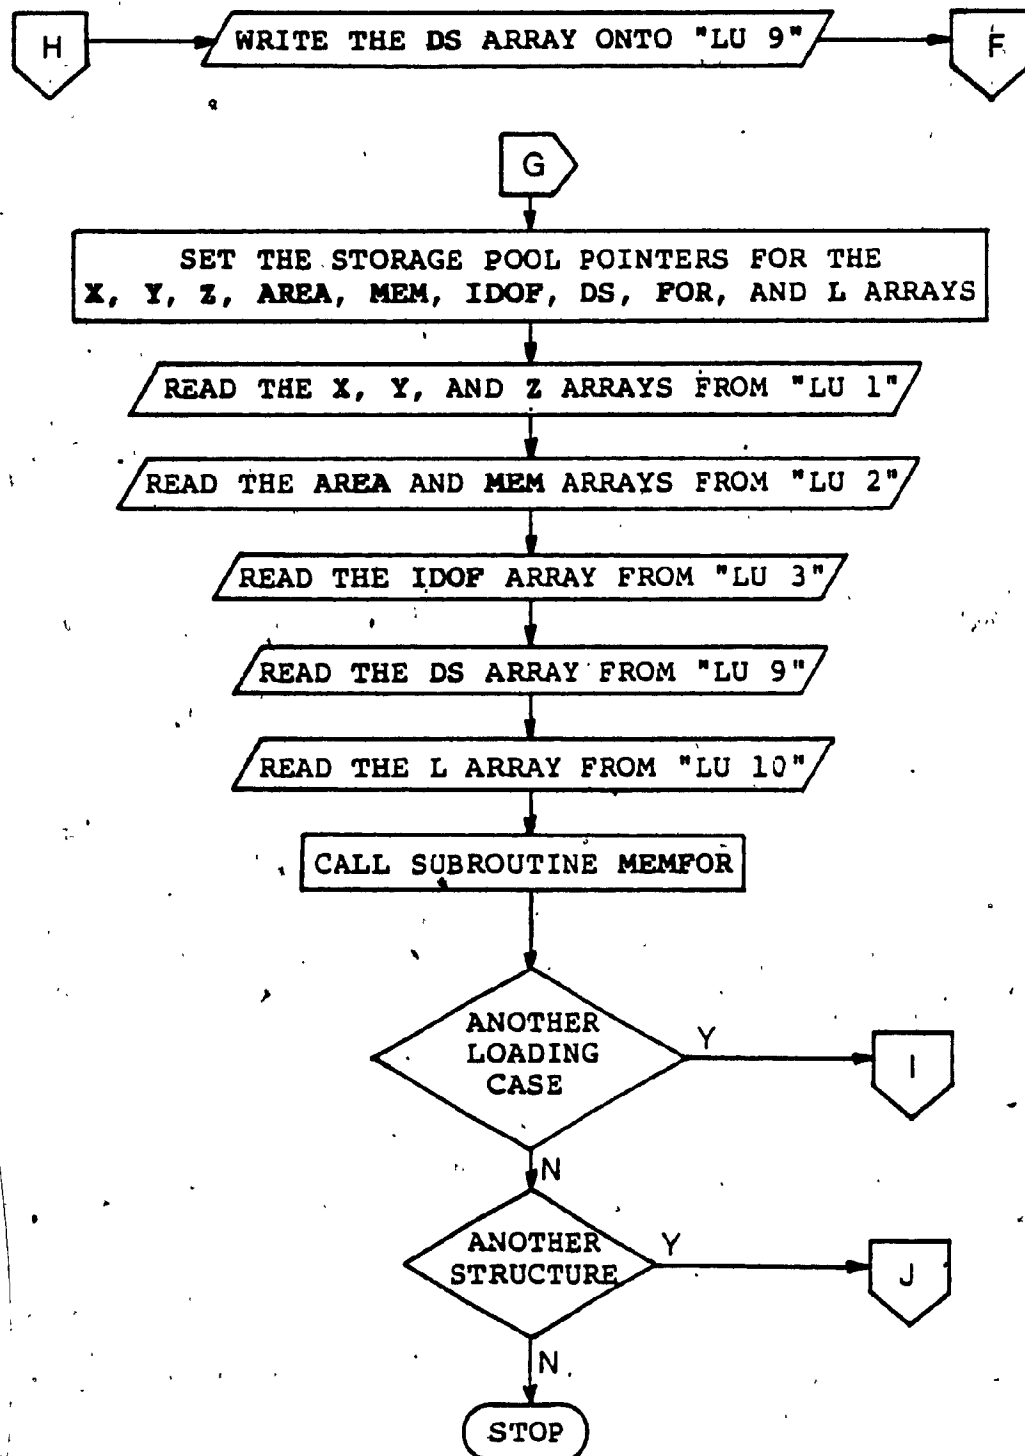 H
WRITE THE DS ARRAY ONTO "LU 9"
F
G
SET THE STORAGE POOL POINTERS FOR THE
X, Y, Z, AREA, MEM, IDOF, DS, FOR, AND L ARRAYS
READ THE X, Y, AND Z ARRAYS FROM "LU 1"
READ THE AREA AND MEM ARRAYS FROM "LU 2"
READ THE IDOF ARRAY FROM "LU 3"
READ THE DS ARRAY FROM "LU 9"
READ THE L ARRAY FROM "LU 10"
CALL SUBROUTINE MEMFOR
ANOTHER
LOADING
CASE
Y
I
N
ANOTHER
STRUCTURE
Y
J
N
STOP